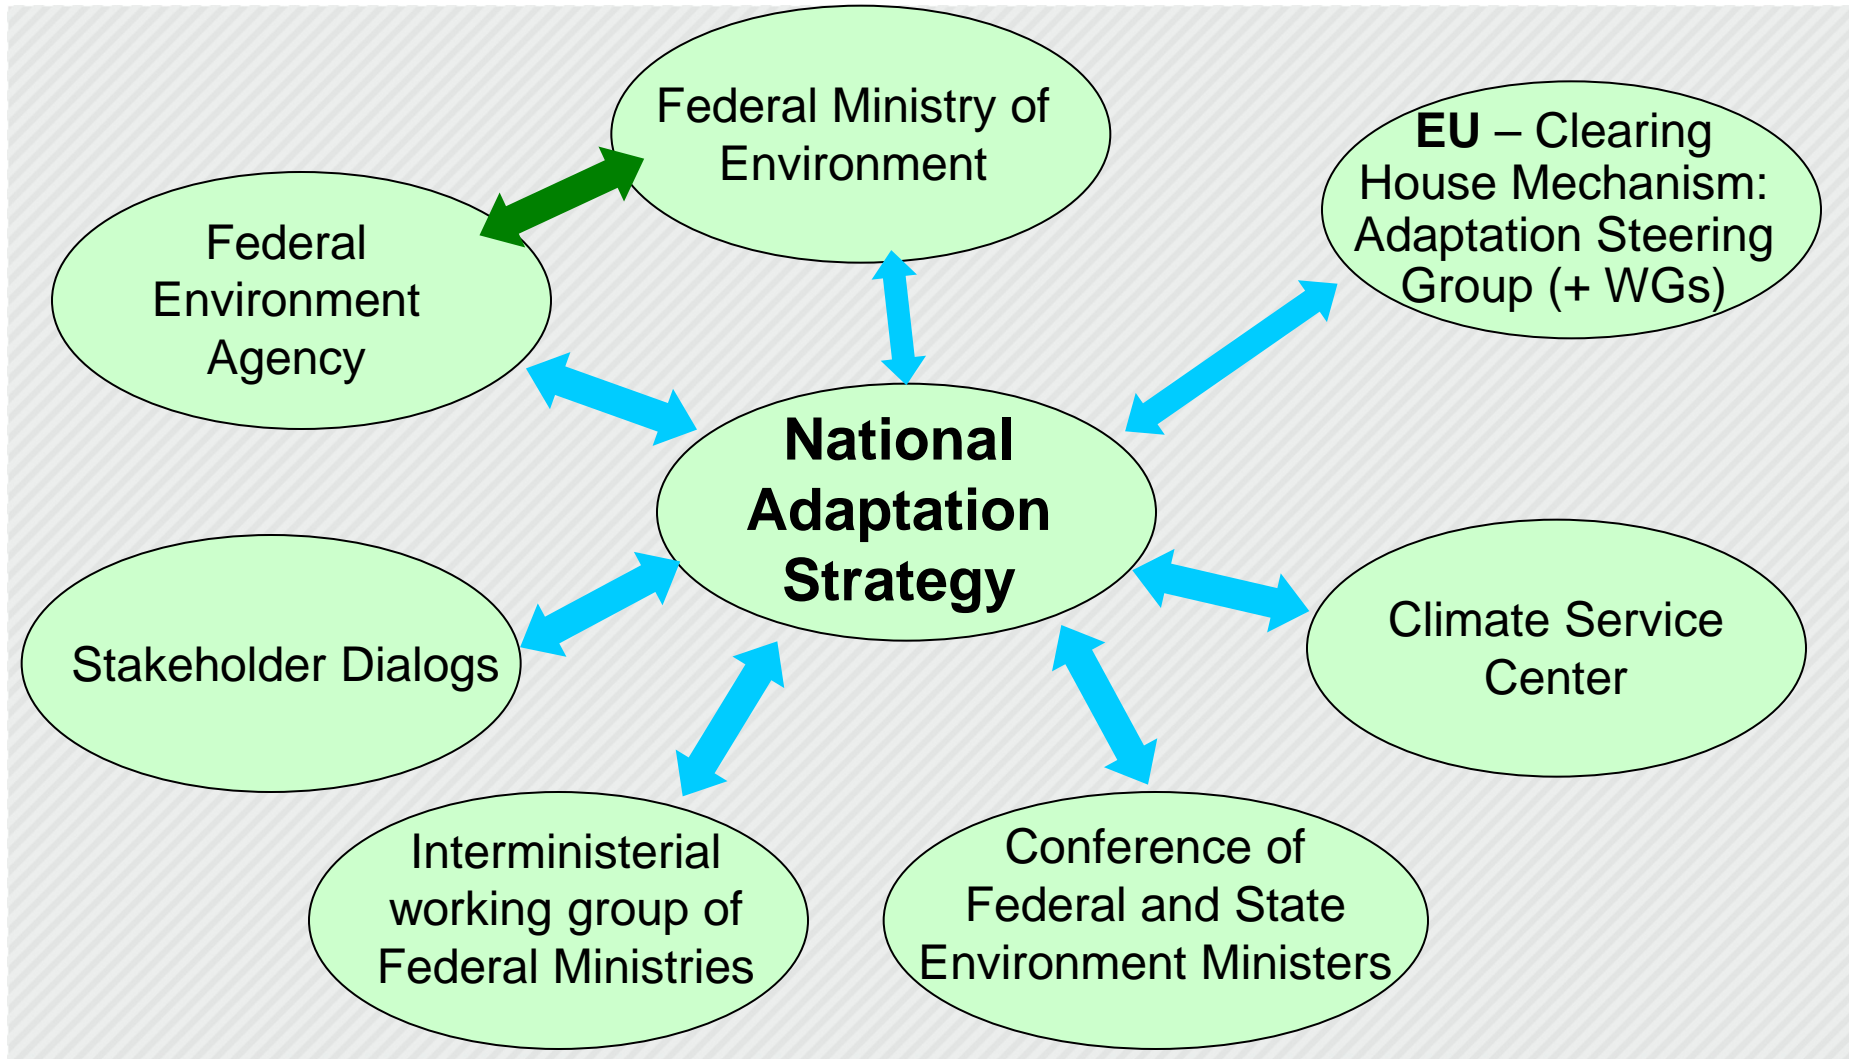 Federal Ministry of
Environment
EU – Clearing
House Mechanism:
Adaptation Steering
Group (+ WGs)
Federal
Environment
Agency
National
Adaptation
Strategy
Stakeholder Dialogs
Climate Service
Center
Interministerial
working group of
Federal Ministries
Conference of
Federal and State
Environment Ministers